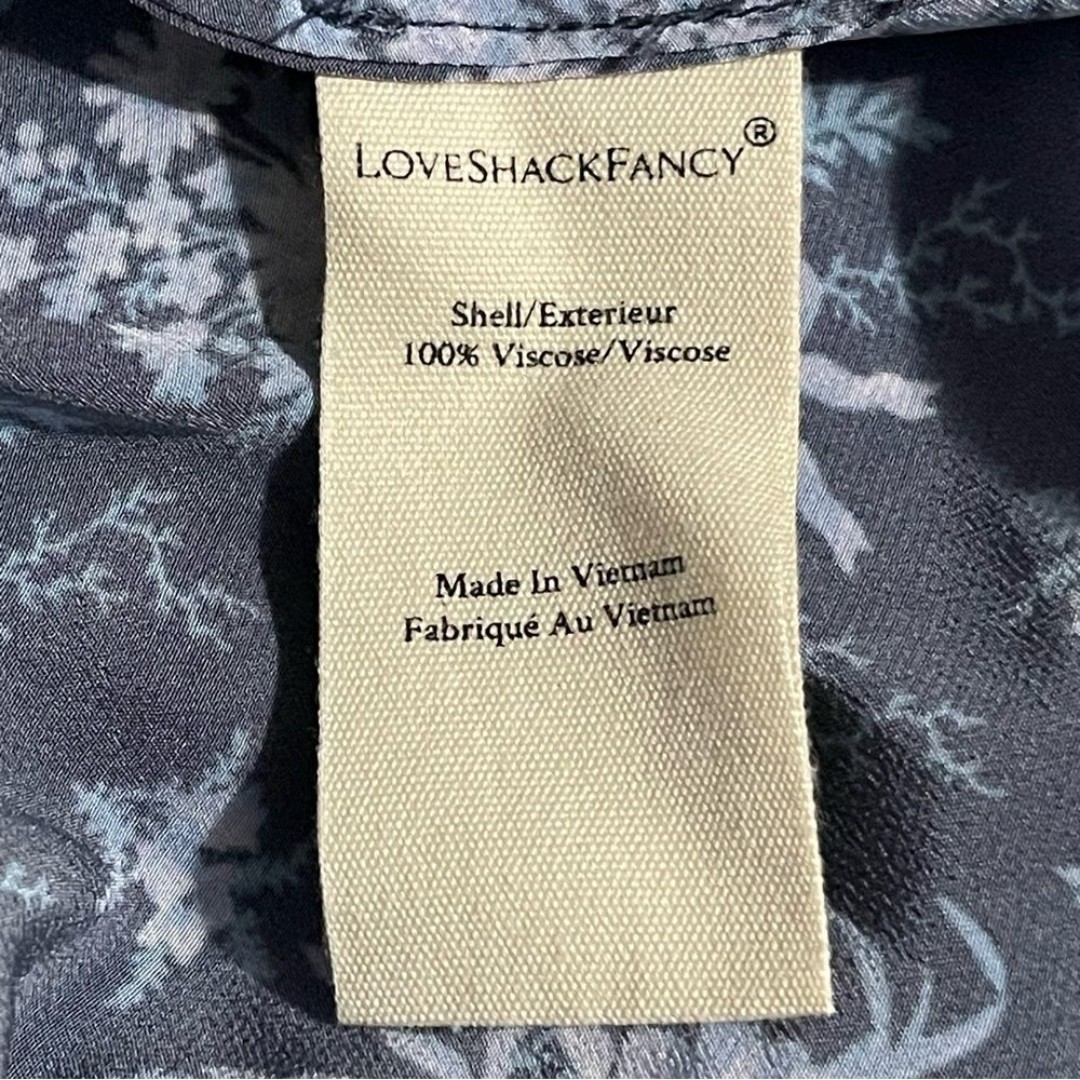 LOVESHACKFANCY®
Shell/Exterieur
100% Viscose/Viscose
Made In Vietnam
Fabriqué Au Vietnam